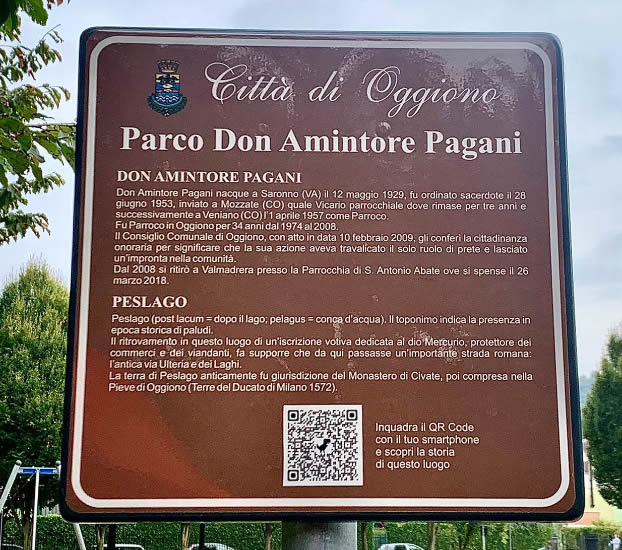 Città di Oggiono
Parco Don Amintore Pagani
DON AMINTORE PAGANI
Don Amintore Pagani nacque a Saronno (VA) il 12 maggio 1929, fu ordinato sacerdote il 28
giugno 1953, inviato a Mozzate (CO) quale Vicario parrocchiale dove rimase per tre anni e
successivamente a Veniano (CO) l'1 aprile 1957 come Parroco.
Fu Parroco in Oggiono per 34 anni dal 1974 al 2008.
Il Consiglio Comunale di Oggiono, con atto in data 10 febbraio 2009, gli conferì la cittadinanza
onoraria per significare che la sua azione aveva travalicato il solo ruolo di prete e lasciato
un'impronta nella comunità.
Dal 2008 si ritirò a Valmadrera presso la Parrocchia di S. Antonio Abate ove si spense il 26
marzo 2018.
PESLAGO
Peslago (post lacum = dopo il lago; pelagus = conca d'acqua). Il toponimo indica la presenza in
epoca storica di paludi.
Il ritrovamento in questo luogo di un'iscrizione votiva dedicata al dio Mercurio, protettore dei
commerci e dei viandanti, fa supporre che da qui passasse un'importante strada romana:
l'antica via Ulteria e dei Laghi.
La terra di Peslago anticamente fu giurisdizione del Monastero di Civate, poi compresa nella
Pieve di Oggiono (Terre del Ducato di Milano 1572).
Inquadra il QR Code
con il tuo smartphone
e scopri la storia
di questo luogo